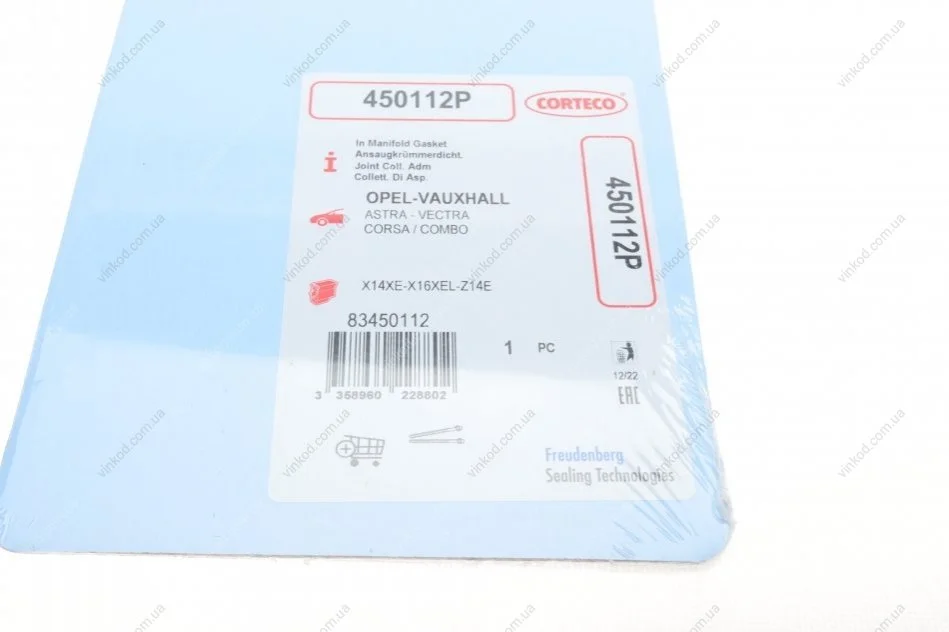 450112P
CORTECO
In Manifold Gasket
Ansaugkrümmerdicht.
Joint Coll. Adm
Collett. Di Asp.
OPEL-VAUXHALL
ASTRA - VECTRA
CORSA / COMBO
450112P
X14XE-X16XEL-Z14E
83450112
1 PC
12/22
EAC
3 358960 228802
Freudenberg
Sealing Technologies
vinkod.com.ua